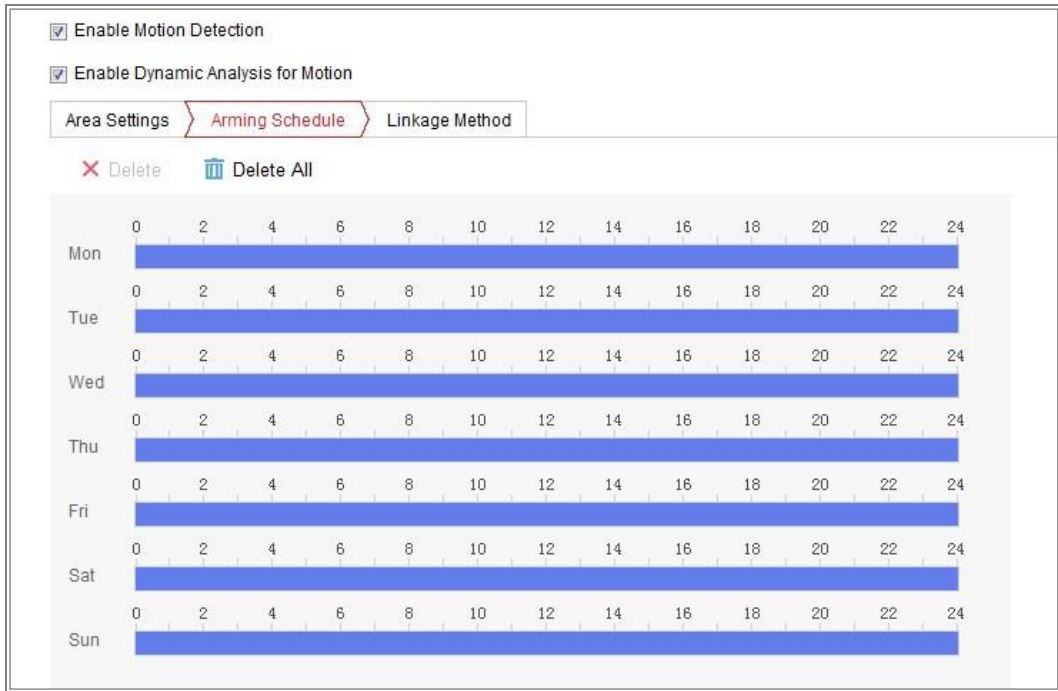 Enable Motion Detection
Enable Dynamic Analysis for Motion
Area Settings Arming Schedule Linkage Method
Delete Delete All
0 2 4 6 8 10 12 14 16 18 20 22 24
Mon
0 2 4 6 8 10 12 14 16 18 20 22 24
Tue
0 2 4 6 8 10 12 14 16 18 20 22 24
Wed
0 2 4 6 8 10 12 14 16 18 20 22 24
Thu
0 2 4 6 8 10 12 14 16 18 20 22 24
Fri
0 2 4 6 8 10 12 14 16 18 20 22 24
Sat
0 2 4 6 8 10 12 14 16 18 20 22 24
Sun